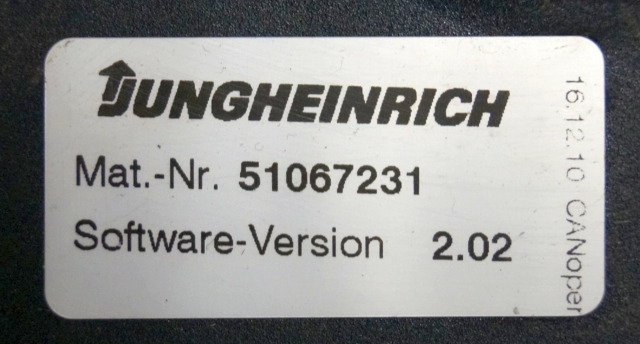 JUNGHEINRICH
Mat.-Nr. 51067231
Software-Version 2.02
16.12.10 CANoper